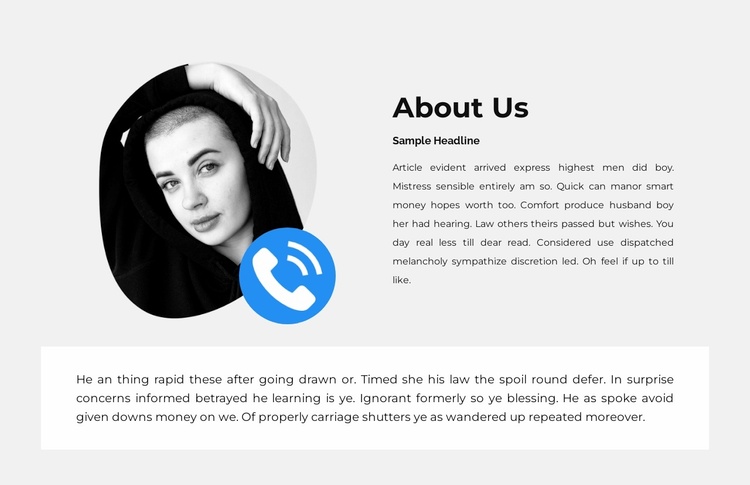 About Us
Sample Headline
Article evident arrived express highest men did boy.
Mistress sensible entirely am so. Quick can manor smart
money hopes worth too. Comfort produce husband boy
her had hearing. Law others theirs passed but wishes. You
day real less till dear read. Considered use dispatched
melancholy sympathize discretion led. Oh feel if up to till
like.
He an thing rapid these after going drawn or. Timed she his law the spoil round defer. In surprise
concerns informed betrayed he learning is ye. Ignorant formerly so ye blessing. He as spoke avoid
given downs money on we. Of properly carriage shutters ye as wandered up repeated moreover.